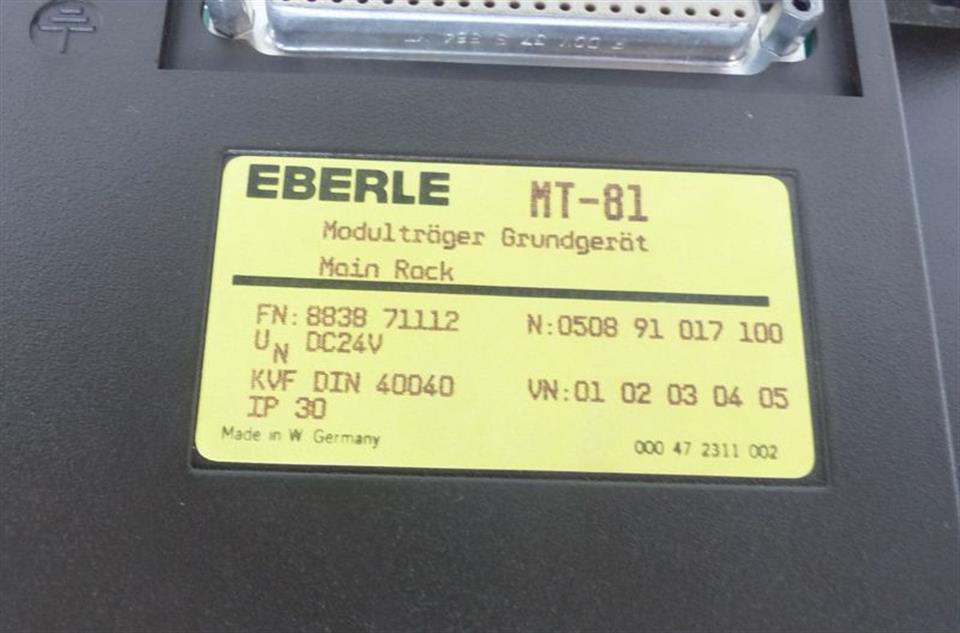 EBERLE MT-81
Modulträger Grundgerät
Main Rack
FN: 8838 71112 N:0508 91 017 100
UN DC24V
KVF DIN 40040 VN:01 02 03 04 05
IP 30
Made in W Germany 000 47 2311 002